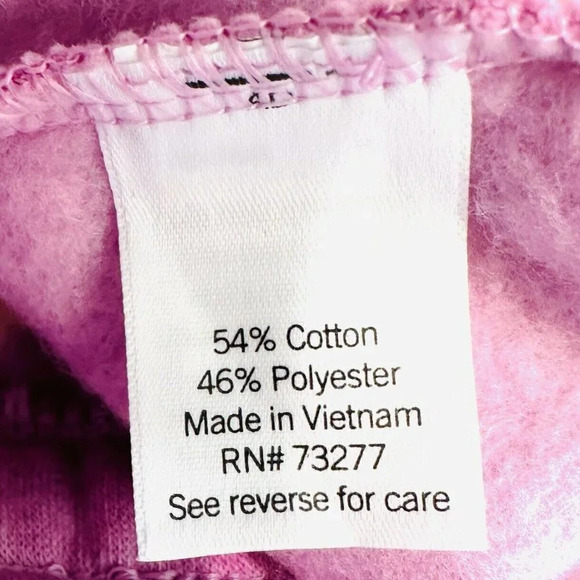 54% Cotton
46% Polyester
Made in Vietnam
RN# 73277
See reverse for care